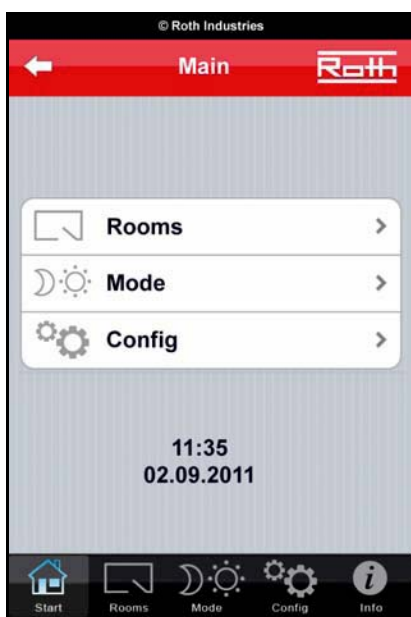 © Roth Industries
Main
Roth
Rooms
Mode
Config
11:35
02.09.2011
Start
Rooms
Mode
Config
Info